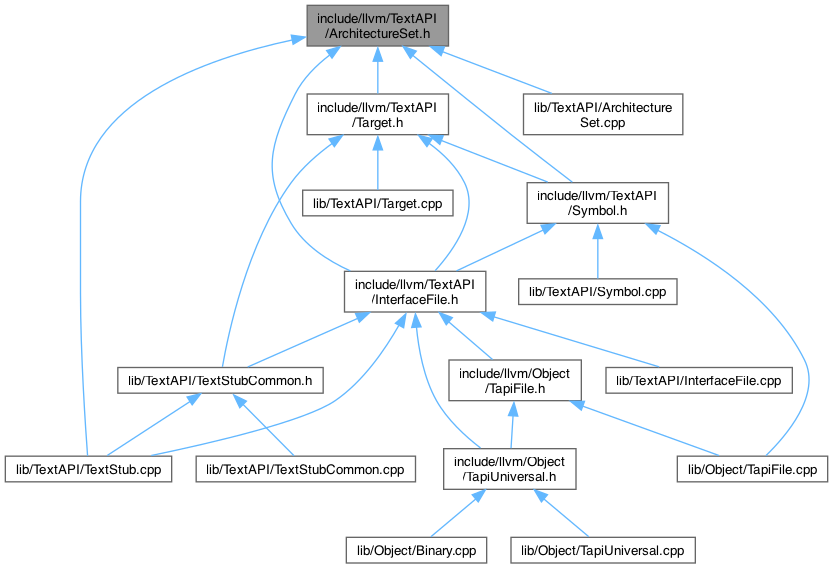 include/llvm/TextAPI
/ArchitectureSet.h
include/llvm/TextAPI
/Target.h
lib/TextAPI/Architecture
Set.cpp
lib/TextAPI/Target.cpp
include/llvm/TextAPI
/Symbol.h
include/llvm/TextAPI
/InterfaceFile.h
lib/TextAPI/Symbol.cpp
lib/TextAPI/TextStubCommon.h
include/llvm/Object
/TapiFile.h
lib/TextAPI/InterfaceFile.cpp
lib/TextAPI/TextStub.cpp
lib/TextAPI/TextStubCommon.cpp
include/llvm/Object
/TapiUniversal.h
lib/Object/TapiFile.cpp
lib/Object/Binary.cpp
lib/Object/TapiUniversal.cpp